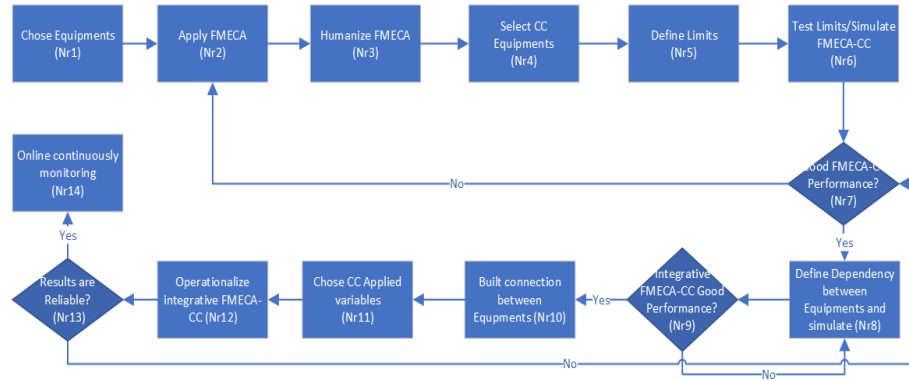 Chose Equipments
(Nr1)
Apply FMECA
(Nr2)
Humanize FMECA
(Nr3)
Select CC
Equipments
(Nr4)
Define Limits
(Nr5)
Test Limits/Simulate
FMECA-CC
(Nr6)
Online continuously
monitoring
(Nr14)
No
ood FMECA-C
Performance?
(Nr7)
Yes
Yes
Results are
Reliable?
(Nr13)
Operationalize
integrative FMECA-
CC (Nr12)
Chose CC Applied
variables
(Nr11)
Built connection
between
Equpments (Nr10)
Yes
Integrative
FMECA-CC Good
Performance?
(Nr9)
Define Dependency
between
Equipments and
simulate (Nr8)
No
No